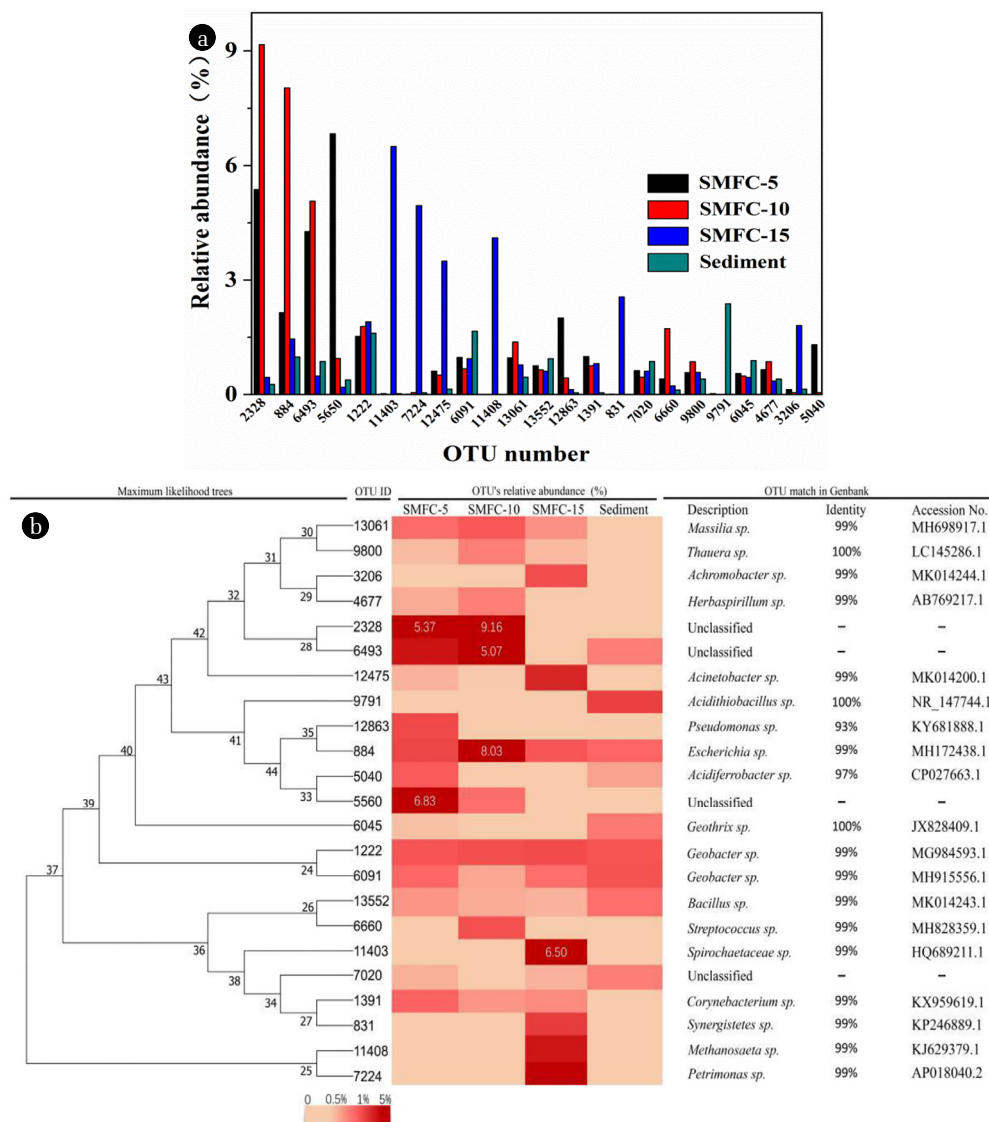 a
Relative abundance (%)
9
6
3
0
SMFC-5
SMFC-10
SMFC-15
Sediment
2328 884 6493 5650 1222 11403 7224 12475 6091 11408 13061 13552 12863 1391 831 7020 6660 9800 9791 6045 4677 3206 5040
OTU number
b
Maximum likelihood trees OTU ID OTU's relative abundance (%) OTU match in Genbank
SMFC-5 SMFC-10 SMFC-15 Sediment Description Identity Accession No.
30 13061 Massilia sp. 99% MH698917.1
31 9800 Thauera sp. 100% LC145286.1
3206 Achromobacter sp. 99% MK014244.1
32 29 4677 Herbaspirillum sp. 99% AB769217.1
42 2328 5.37 9.16 Unclassified – –
28 6493 5.07 Unclassified – –
43 12475 Acinetobacter sp. 99% MK014200.1
9791 Acidithiobacillus sp. 100% NR_147744.1
41 35 12863 Pseudomonas sp. 93% KY681888.1
40 884 8.03 Escherichia sp. 99% MH172438.1
44 5040 Acidiferrobacter sp. 97% CP027663.1
39 33 5560 6.83 Unclassified – –
6045 Geothrix sp. 100% JX828409.1
1222 Geobacter sp. 99% MG984593.1
37 24 6091 Geobacter sp. 99% MH915556.1
26 13552 Bacillus sp. 99% MK014243.1
6660 Streptococcus sp. 99% MH828359.1
36 11403 6.50 Spirochaetaceae sp. 99% HQ689211.1
38 7020 Unclassified – –
34 1391 Corynebacterium sp. 99% KX959619.1
27 831 Synergistetes sp. 99% KP246889.1
11408 Methanosaeta sp. 99% KJ629379.1
25 7224 Petrimonas sp. 99% AP018040.2
0 0.5% 1% 5%